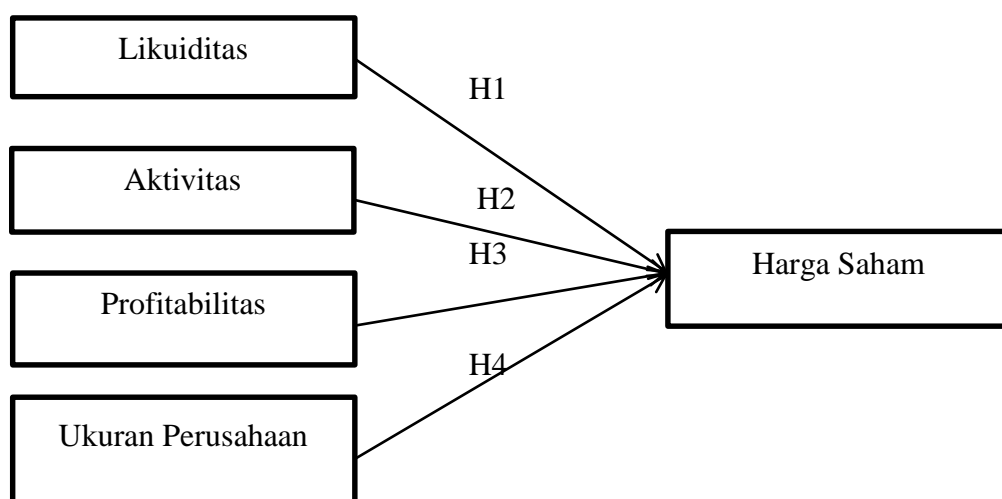 Likuiditas
H1
Aktivitas
H2
H3
Harga Saham
Profitabilitas
H4
Ukuran Perusahaan